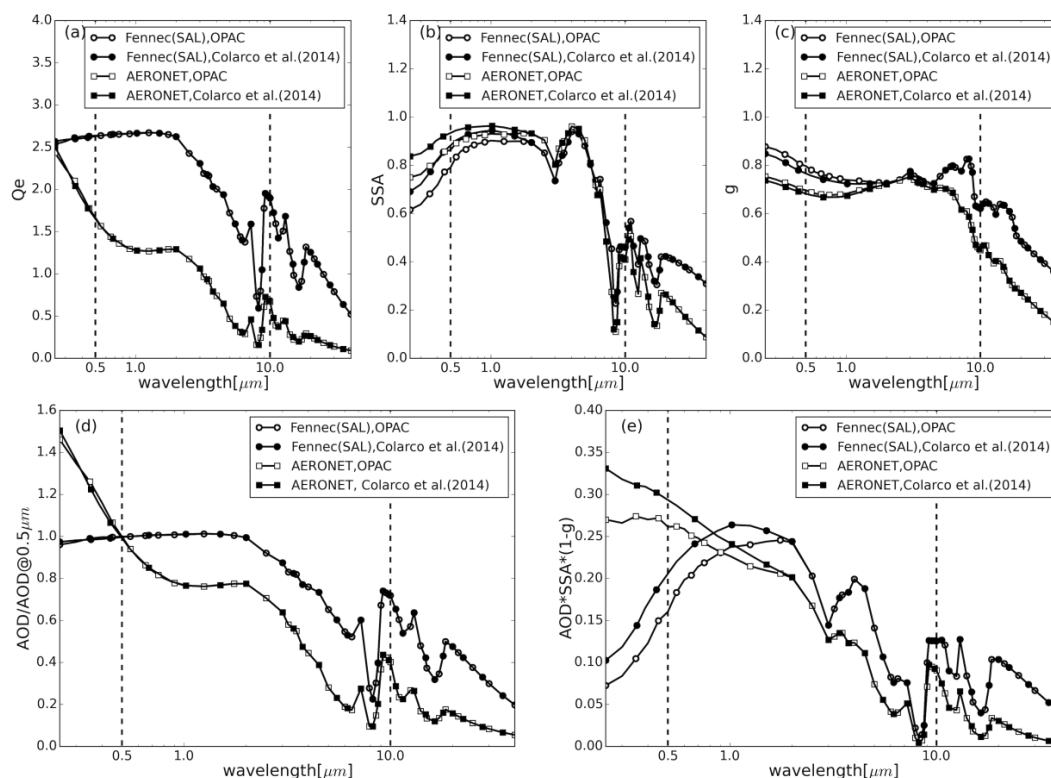 (a)
Fennec(SAL),OPAC
Fennec(SAL),Colarco et al.(2014)
AERONET,OPAC
AERONET,Colarco et al.(2014)
4.0
3.5
3.0
2.5
2.0
1.5
1.0
0.5
0.0
Qe
0.5
1.0
10.0
wavelength[μm]
(b)
Fennec(SAL),OPAC
Fennec(SAL),Colarco et al.(2014)
AERONET,OPAC
AERONET,Colarco et al.(2014)
1.4
1.2
1.0
0.8
0.6
0.4
0.2
0.0
SSA
0.5
1.0
10.0
wavelength[μm]
(c)
Fennec(SAL),OPAC
Fennec(SAL),Colarco et al.(2014)
AERONET,OPAC
AERONET,Colarco et al.(2014)
1.4
1.2
1.0
0.8
0.6
0.4
0.2
0.0
g
0.5
1.0
10.0
wavelength[μm]
(d)
Fennec(SAL),OPAC
Fennec(SAL),Colarco et al.(2014)
AERONET,OPAC
AERONET, Colarco et al.(2014)
1.6
1.4
1.2
1.0
0.8
0.6
0.4
0.2
0.0
AOD/AOD@0.5μm
0.5
1.0
10.0
wavelength[μm]
(e)
Fennec(SAL),OPAC
Fennec(SAL),Colarco et al.(2014)
AERONET,OPAC
AERONET,Colarco et al.(2014)
0.40
0.35
0.30
0.25
0.20
0.15
0.10
0.05
0.00
AOD*SSA*(1-g)
0.5
1.0
10.0
wavelength[μm]